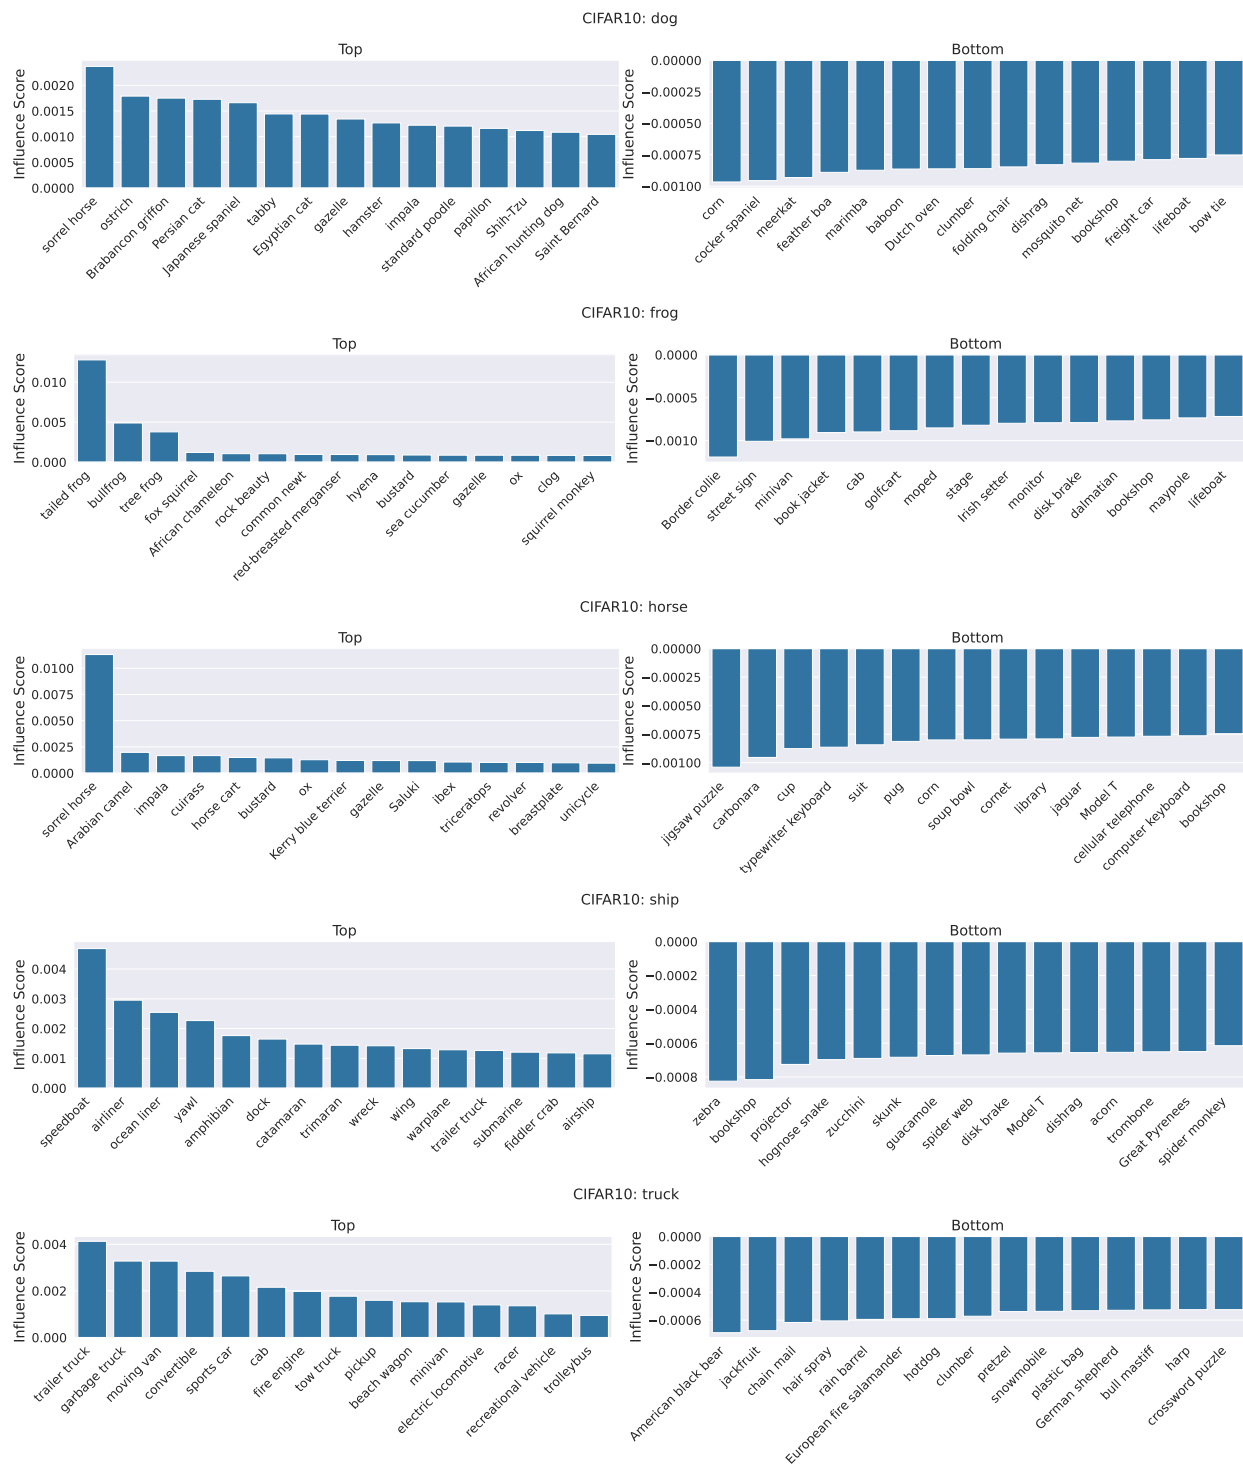 CIFAR10: dog
Top
Influence Score
0.0020
0.0015
0.0010
0.0005
0.0000
sorrel horse
ostrich
Brabancon griffon
Persian cat
Japanese spaniel
tabby
Egyptian cat
gazelle
hamster
impala
standard poodle
papillon
Shih-Tzu
African hunting dog
Saint Bernard
Bottom
Influence Score
0.00000
−0.00025
−0.00050
−0.00075
−0.00100
corn
cocker spaniel
meerkat
feather boa
marimba
baboon
Dutch oven
clumber
folding chair
dishrag
mosquito net
bookshop
freight car
lifeboat
bow tie
CIFAR10: frog
Top
Influence Score
0.010
0.005
0.000
tailed frog
bullfrog
tree frog
fox squirrel
African chameleon
rock beauty
common newt
red-breasted merganser
hyena
bustard
sea cucumber
gazelle
ox
clog
squirrel monkey
Bottom
Influence Score
0.0000
−0.0005
−0.0010
Border collie
street sign
minivan
book jacket
cab
golfcart
moped
stage
Irish setter
monitor
disk brake
dalmatian
bookshop
maypole
lifeboat
CIFAR10: horse
Top
Influence Score
0.0100
0.0075
0.0050
0.0025
0.0000
sorrel horse
Arabian camel
impala
cuirass
horse cart
bustard
ox
Kerry blue terrier
gazelle
Saluki
ibex
triceratops
revolver
breastplate
unicycle
Bottom
Influence Score
0.00000
−0.00025
−0.00050
−0.00075
−0.00100
jigsaw puzzle
carbonara
cup
typewriter keyboard
suit
pug
corn
soup bowl
cornet
library
jaguar
Model T
cellular telephone
computer keyboard
bookshop
CIFAR10: ship
Top
Influence Score
0.004
0.003
0.002
0.001
0.000
speedboat
airliner
ocean liner
yawl
amphibian
dock
catamaran
trimaran
wreck
wing
warplane
trailer truck
submarine
fiddler crab
airship
Bottom
Influence Score
0.0000
−0.0002
−0.0004
−0.0006
−0.0008
zebra
bookshop
projector
hognose snake
zucchini
skunk
guacamole
spider web
disk brake
Model T
dishrag
acorn
trombone
Great Pyrenees
spider monkey
CIFAR10: truck
Top
Influence Score
0.004
0.002
0.000
trailer truck
garbage truck
moving van
convertible
sports car
cab
fire engine
tow truck
pickup
beach wagon
minivan
electric locomotive
racer
recreational vehicle
trolleybus
Bottom
Influence Score
0.0000
−0.0002
−0.0004
−0.0006
American black bear
jackfruit
chain mail
hair spray
rain barrel
European fire salamander
hotdog
clumber
pretzel
snowmobile
plastic bag
German shepherd
bull mastiff
harp
crossword puzzle